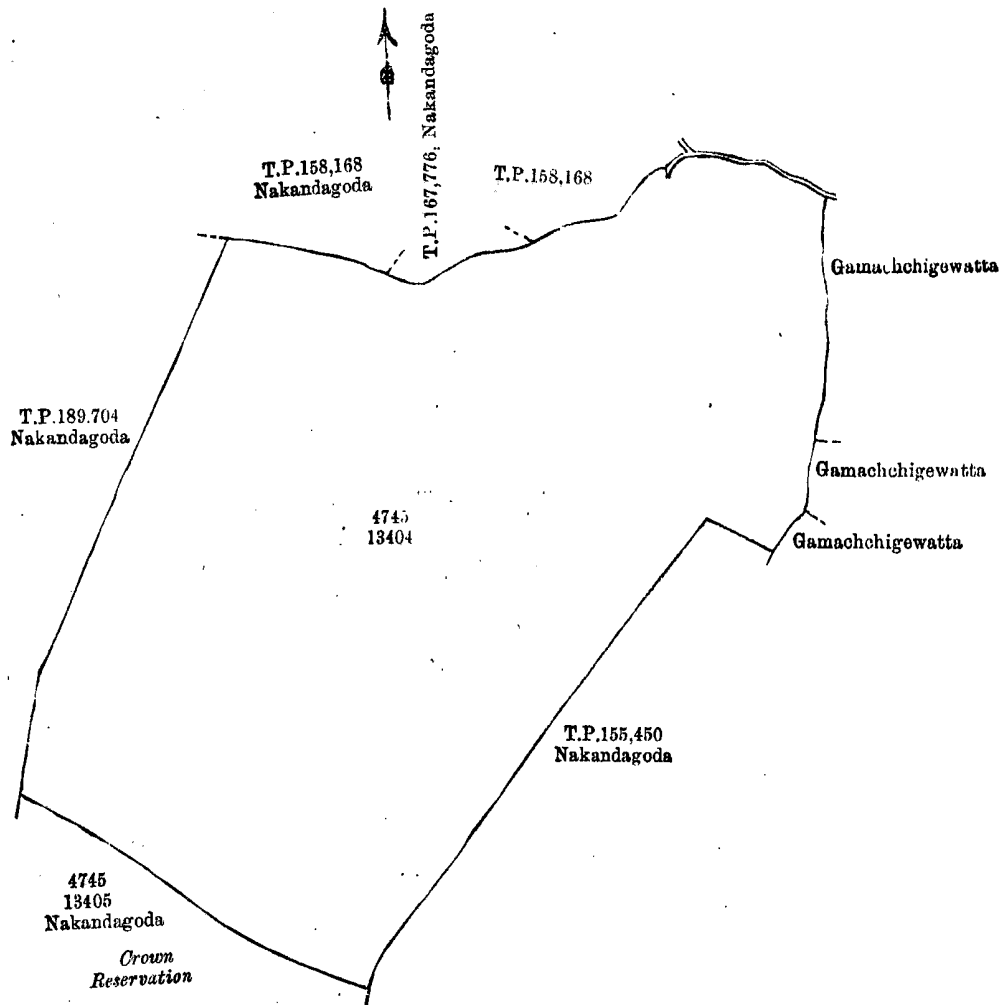 T.P.167,776, Nakandagoda
T.P.158,168
Nakandagoda
T.P.158,168
Gamachchigewatta
T.P.189.704
Nakandagoda
Gamachchigewatta
4745
13404
Gamachchigewatta
T.P.155,450
Nakandagoda
4745
13405
Nakandagoda
Crown
Reservation